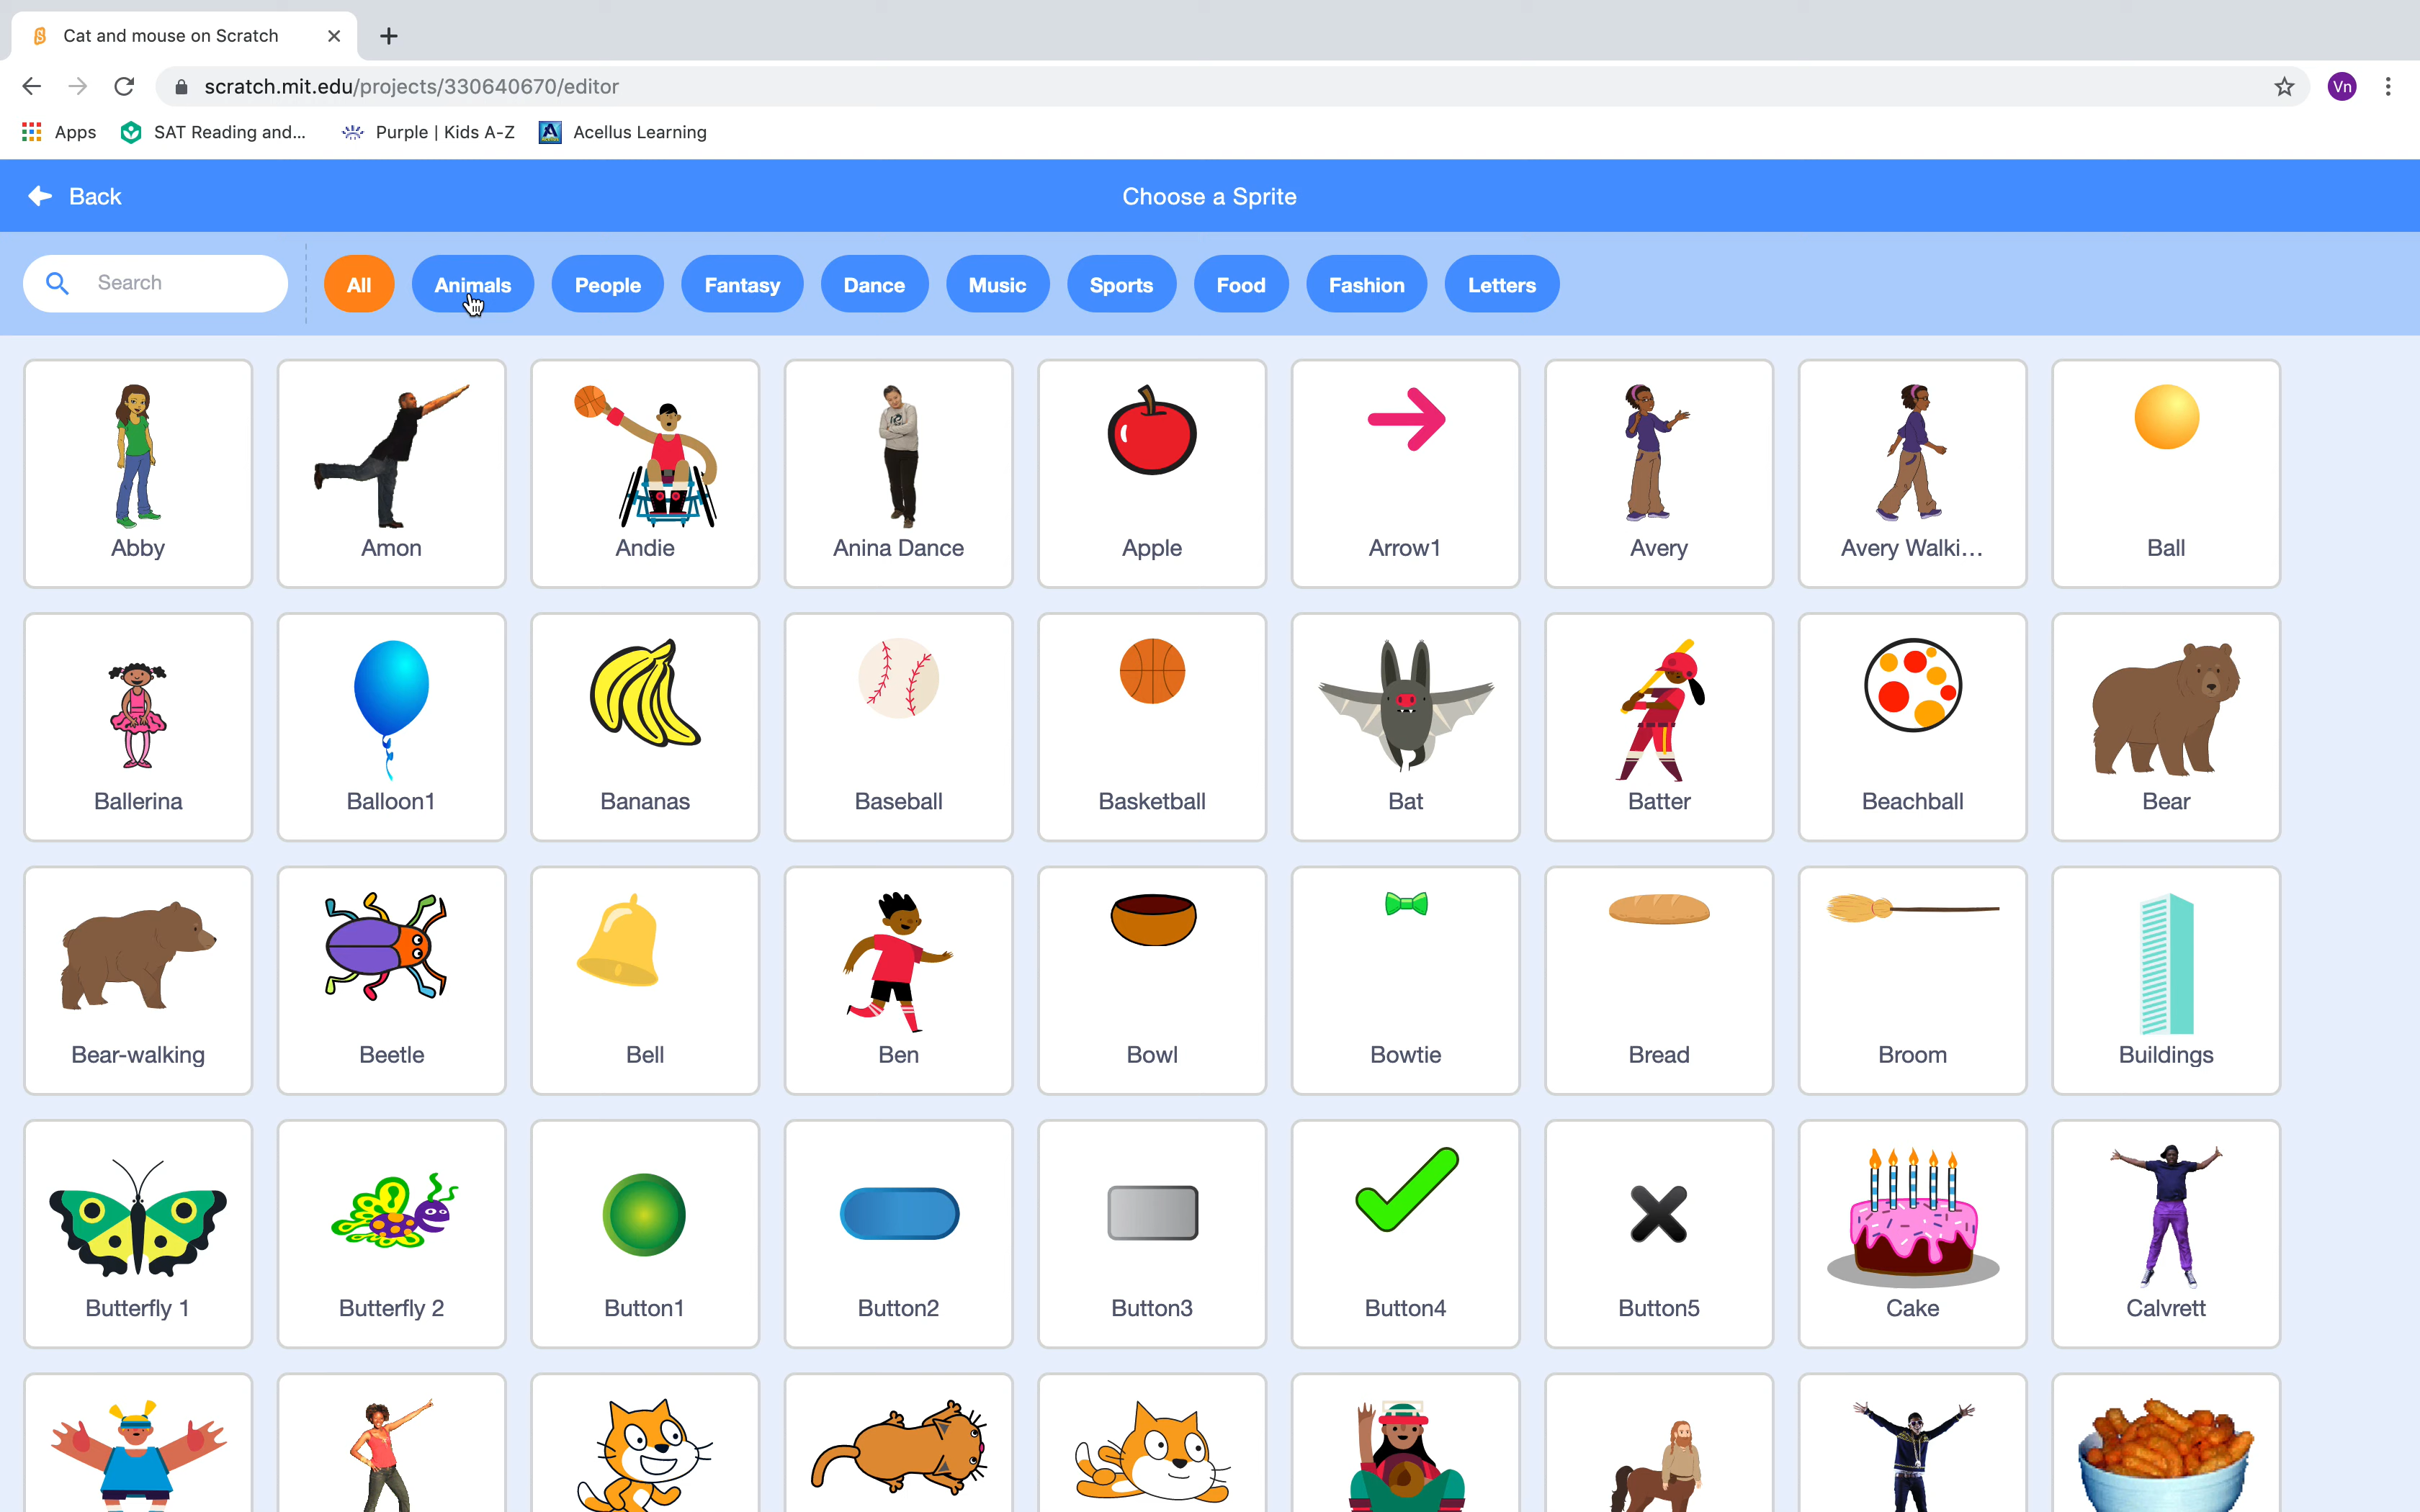 Cat and mouse on Scratch
scratch.mit.edu/projects/330640670/editor
Vn
Apps SAT Reading and... Purple | Kids A-Z Acellus Learning
Back Choose a Sprite
Search All Animals People Fantasy Dance Music Sports Food Fashion Letters
Abby Amon Andie Anina Dance Apple Arrow1 Avery Avery Walki... Ball
Ballerina Balloon1 Bananas Baseball Basketball Bat Batter Beachball Bear
Bear-walking Beetle Bell Ben Bowl Bowtie Bread Broom Buildings
Butterfly 1 Butterfly 2 Button1 Button2 Button3 Button4 Button5 Cake Calvrett